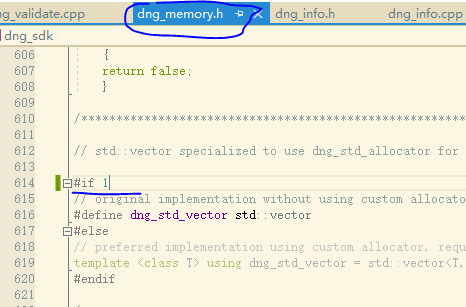 _validate.cpp
dng_memory.h
dng_info.h
dng_info.cpp
dng_sdk
606 {
607 return false;
608 }
609
610 /*******************************************************
611
612 // std::vector specialized to use dng_std_allocator for
613
614 #if 1
615 // original implementation without using custom allocato
616 #define dng_std_vector std::vector
617 #else
618 // preferred implementation using custom allocator, requ
619 template <class T> using dng_std_vector = std::vector<T,
620 #endif
621